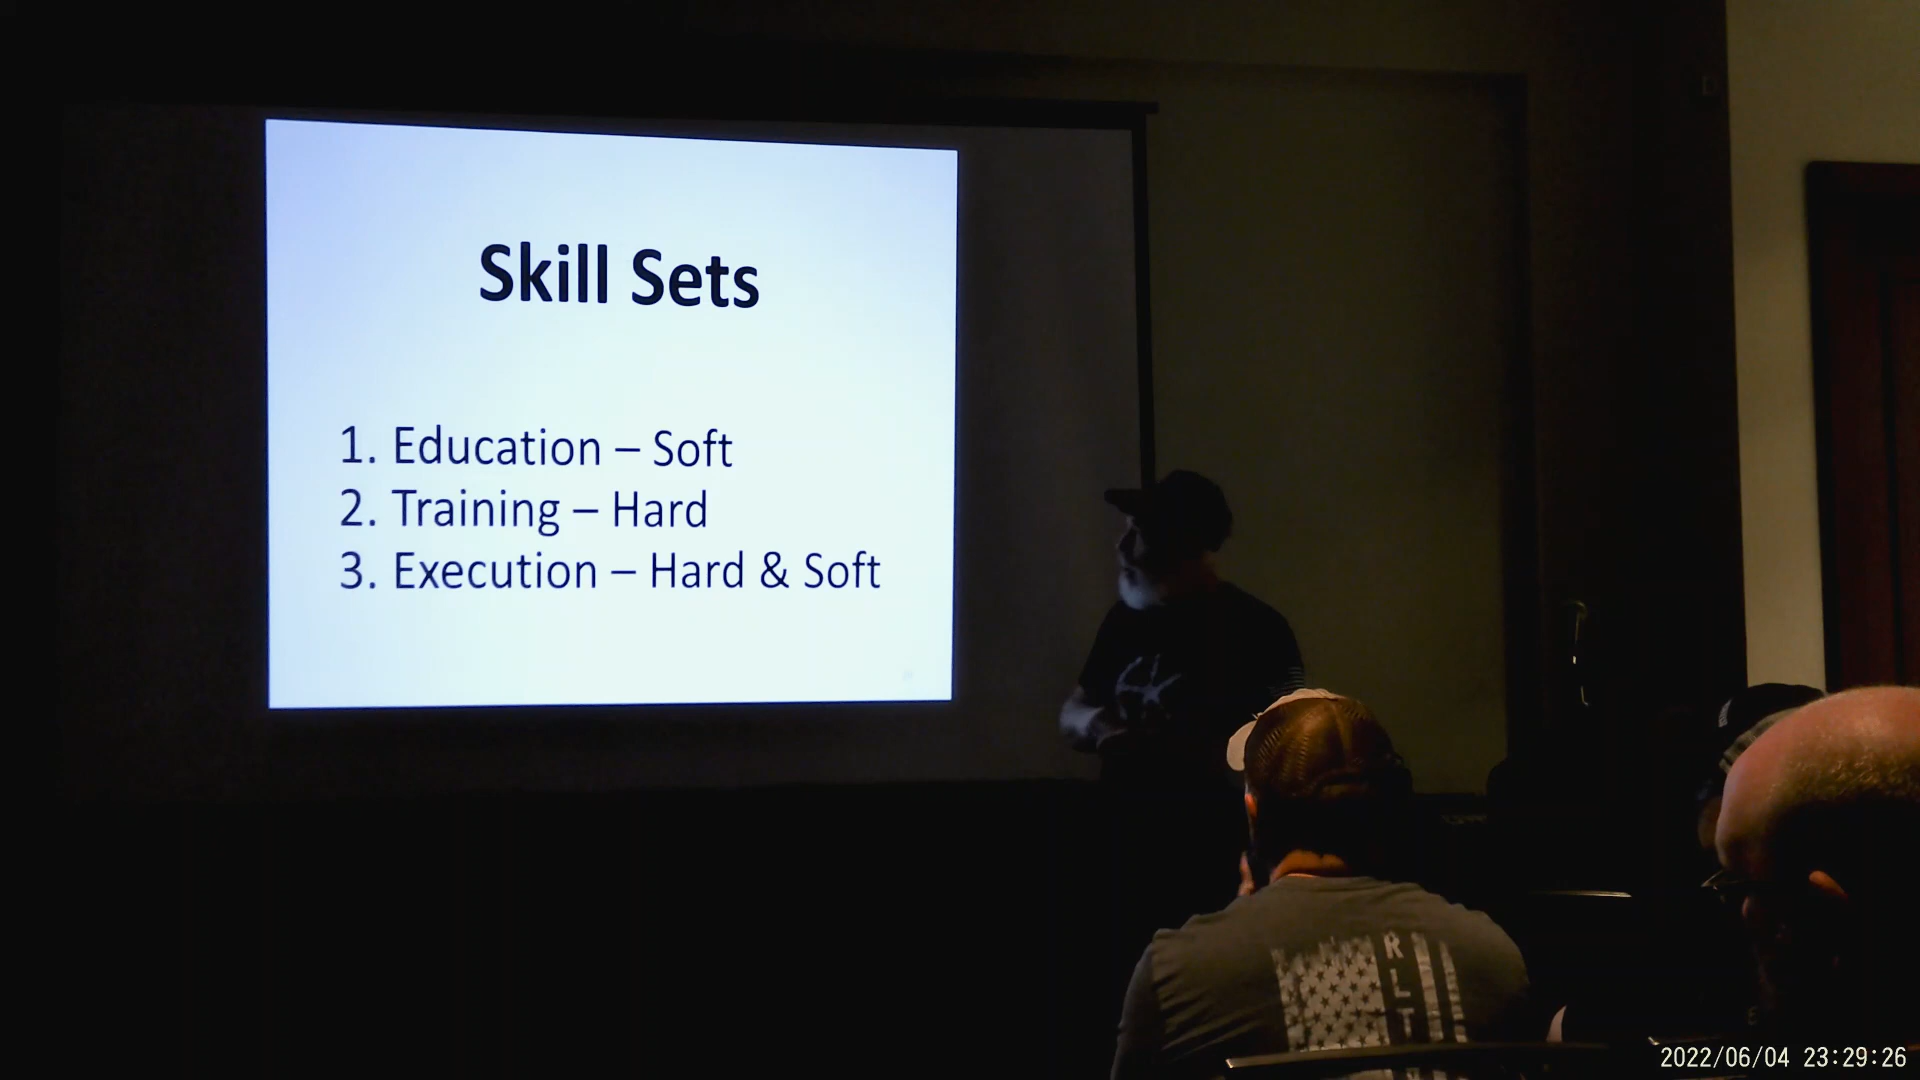 Skill Sets
1. Education – Soft
2. Training – Hard
3. Execution – Hard & Soft
R
L
T
2022/06/04 23:29:26